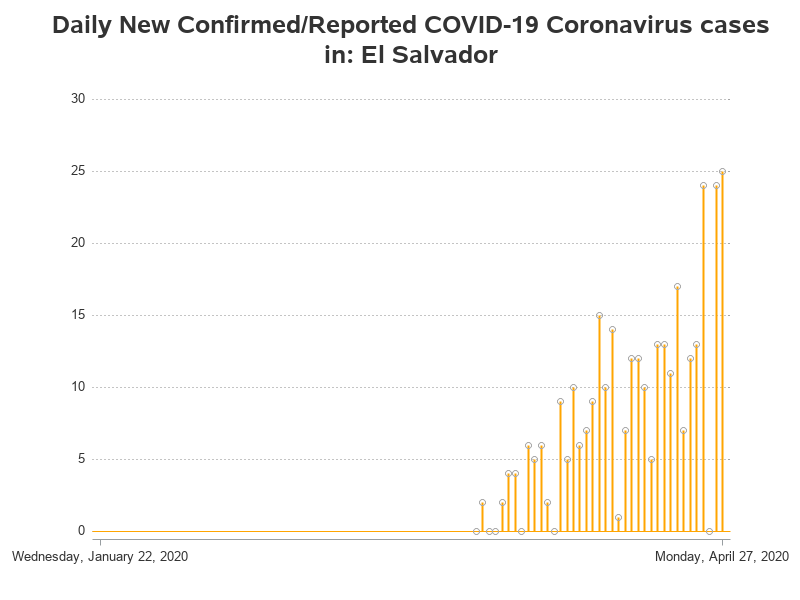 Daily New Confirmed/Reported COVID-19 Coronavirus cases
in: El Salvador
30
25
20
15
10
5
0
Wednesday, January 22, 2020
Monday, April 27, 2020